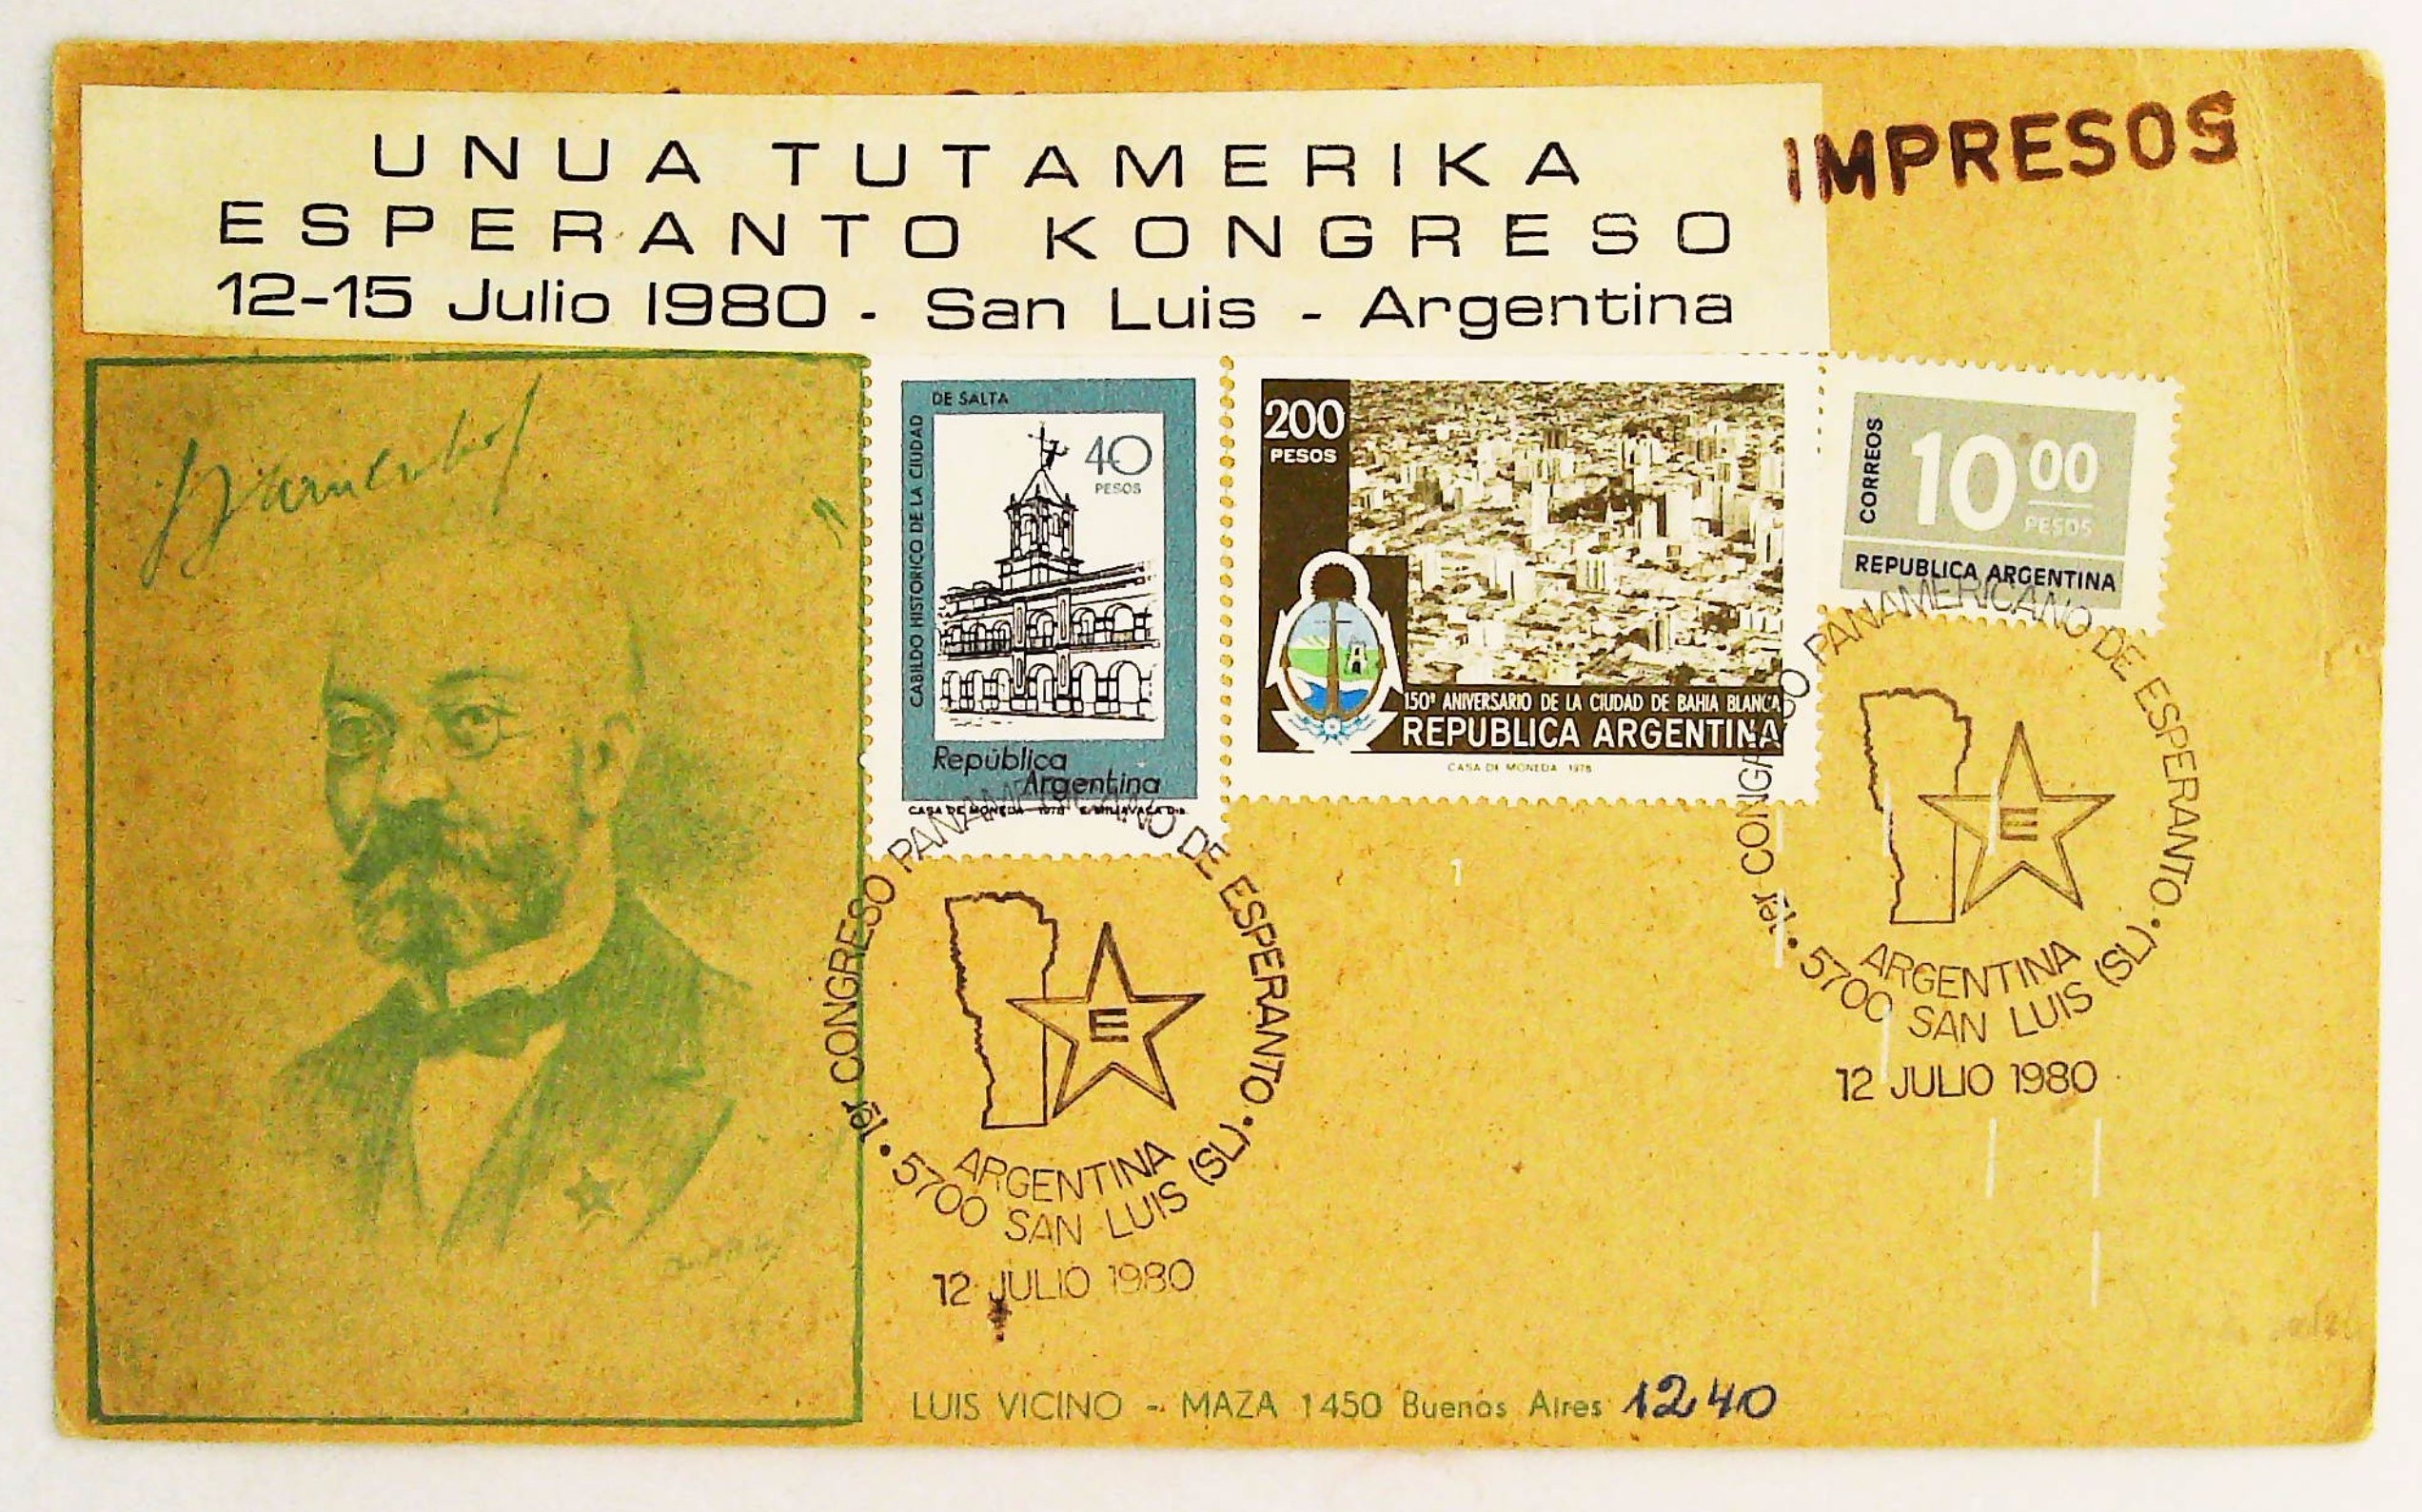 UNUA TUTAMERIKA
ESPERANTO KONGRESO
12-15 Julio 1980 - San Luis - Argentina
IMPRESOS
DE SALTA
CABILDO HISTORICO DE LA CIUDAD
40
PESOS
República
Argentina
CASA DE MONEDA 1978
200
PESOS
150º ANIVERSARIO DE LA CIUDAD DE BAHIA BLANCA
REPUBLICA ARGENTINA
CASA DE MONEDA 1978
CORREOS
10 00
PESOS
REPUBLICA ARGENTINA
1er CONGRESO PANAMERICANO DE ESPERANTO
E
ARGENTINA
5700 SAN LUIS (SL)
12 JULIO 1980
1er CONGRESO PANAMERICANO DE ESPERANTO
E
ARGENTINA
5700 SAN LUIS (SL)
12 JULIO 1980
LUIS VICINO - MAZA 1450 Buenos Aires 1240